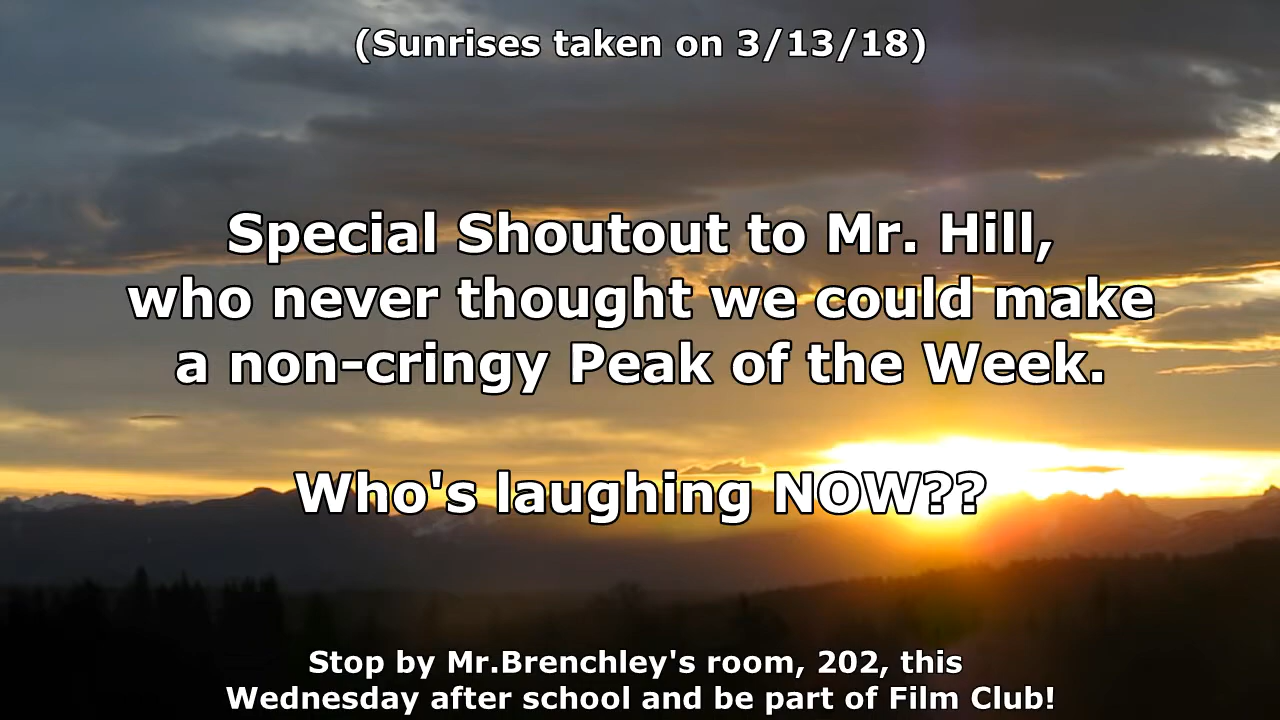 (Sunrises taken on 3/13/18)
Special Shoutout to Mr. Hill,
who never thought we could make
a non-cringy Peak of the Week.
Who's laughing NOW??
Stop by Mr.Brenchley's room, 202, this
Wednesday after school and be part of Film Club!